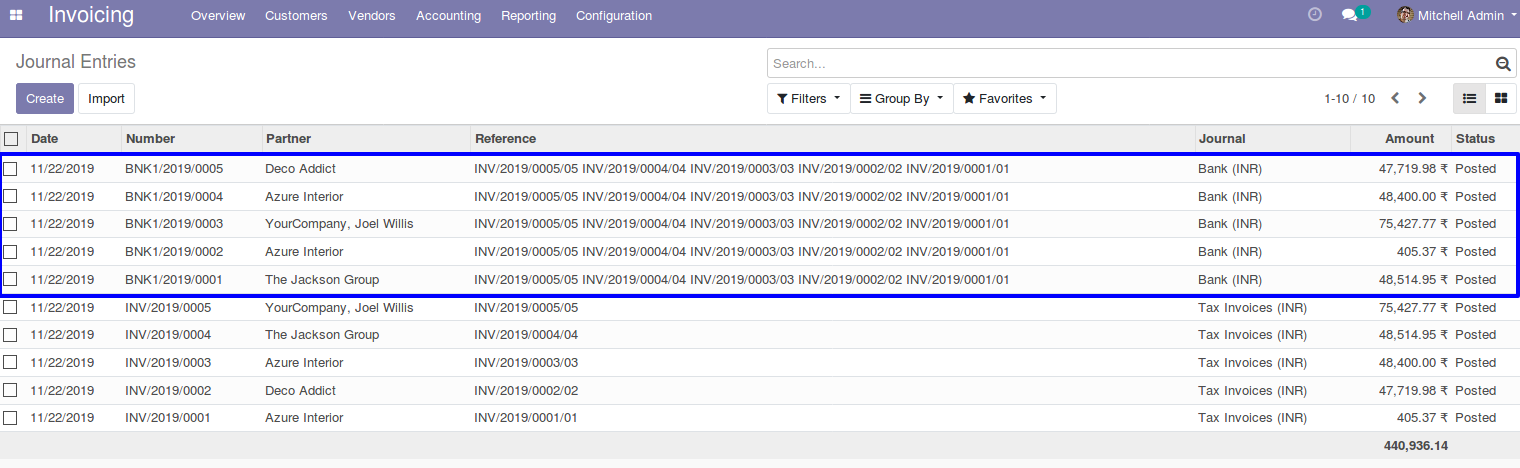 Invoicing Overview Customers Vendors Accounting Reporting Configuration 1 Mitchell Admin
Journal Entries Search...
Create Import Filters Group By Favorites 1-10 / 10
Date Number Partner Reference Journal Amount Status
11/22/2019 BNK1/2019/0005 Deco Addict INV/2019/0005/05 INV/2019/0004/04 INV/2019/0003/03 INV/2019/0002/02 INV/2019/0001/01 Bank (INR) 47,719.98 ₹ Posted
11/22/2019 BNK1/2019/0004 Azure Interior INV/2019/0005/05 INV/2019/0004/04 INV/2019/0003/03 INV/2019/0002/02 INV/2019/0001/01 Bank (INR) 48,400.00 ₹ Posted
11/22/2019 BNK1/2019/0003 YourCompany, Joel Willis INV/2019/0005/05 INV/2019/0004/04 INV/2019/0003/03 INV/2019/0002/02 INV/2019/0001/01 Bank (INR) 75,427.77 ₹ Posted
11/22/2019 BNK1/2019/0002 Azure Interior INV/2019/0005/05 INV/2019/0004/04 INV/2019/0003/03 INV/2019/0002/02 INV/2019/0001/01 Bank (INR) 405.37 ₹ Posted
11/22/2019 BNK1/2019/0001 The Jackson Group INV/2019/0005/05 INV/2019/0004/04 INV/2019/0003/03 INV/2019/0002/02 INV/2019/0001/01 Bank (INR) 48,514.95 ₹ Posted
11/22/2019 INV/2019/0005 YourCompany, Joel Willis INV/2019/0005/05 Tax Invoices (INR) 75,427.77 ₹ Posted
11/22/2019 INV/2019/0004 The Jackson Group INV/2019/0004/04 Tax Invoices (INR) 48,514.95 ₹ Posted
11/22/2019 INV/2019/0003 Azure Interior INV/2019/0003/03 Tax Invoices (INR) 48,400.00 ₹ Posted
11/22/2019 INV/2019/0002 Deco Addict INV/2019/0002/02 Tax Invoices (INR) 47,719.98 ₹ Posted
11/22/2019 INV/2019/0001 Azure Interior INV/2019/0001/01 Tax Invoices (INR) 405.37 ₹ Posted
440,936.14